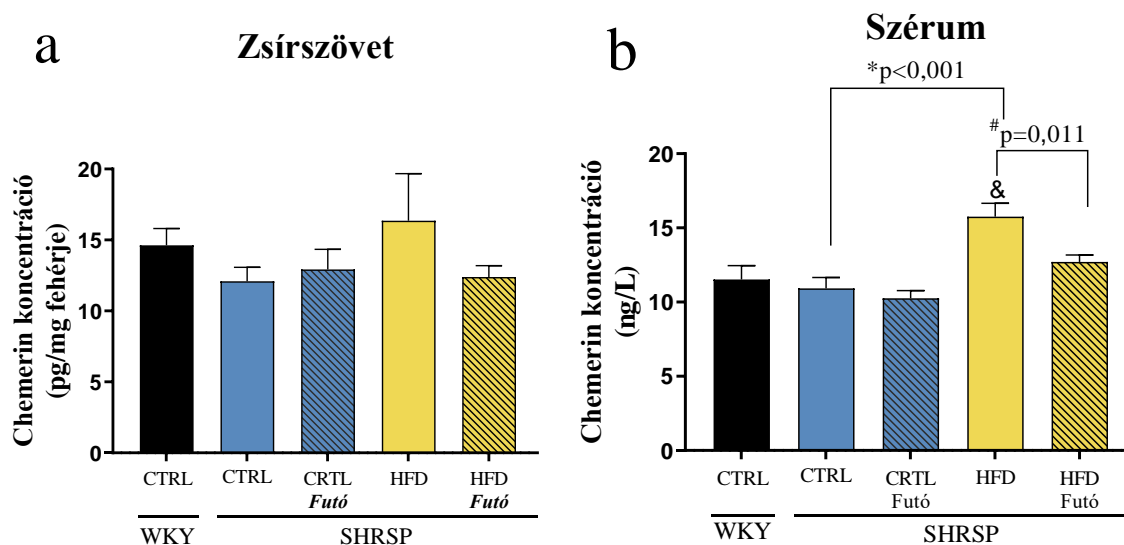 a
Zsírszövet
Chemerin koncentráció
(pg/mg fehérje)
20
15
10
5
0
CTRL
CTRL
CRTL
Futó
HFD
HFD
Futó
WKY
SHRSP
b
Szérum
*p<0,001
#p=0,011
&
Chemerin koncentráció
(ng/L)
20
15
10
5
0
CTRL
CTRL
CRTL
Futó
HFD
HFD
Futó
WKY
SHRSP